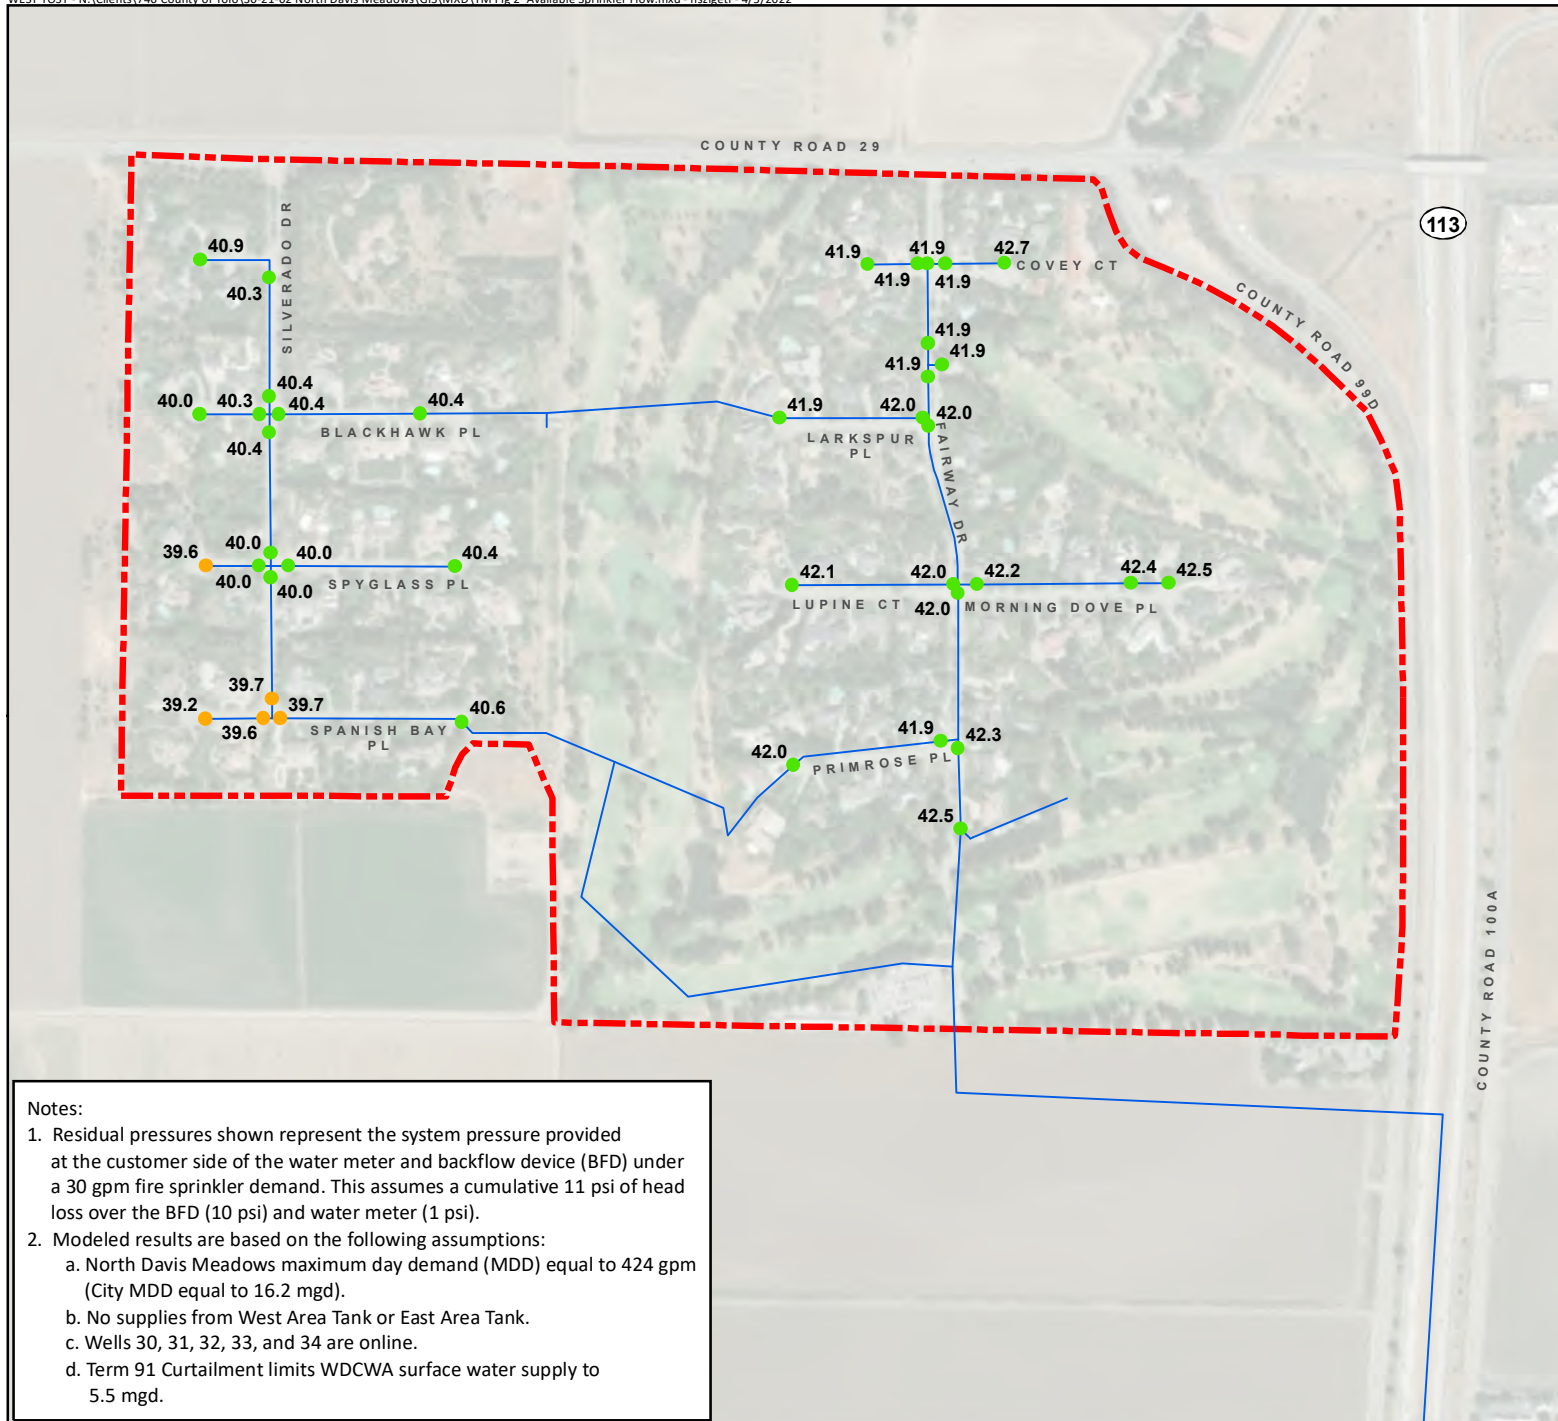 COUNTY ROAD 29
113
SILVERADO DR
40.9
40.3
41.9
41.9
42.7
41.9
41.9
COVEY CT
COUNTY ROAD 99D
41.9
41.9
41.9
40.4
40.0
40.3
40.4
40.4
40.4
BLACKHAWK PL
41.9
42.0
42.0
LARKSPUR
PL
FAIRWAY DR
39.6
40.0
40.0
40.4
40.0
40.0
SPYGLASS PL
42.1
42.0
42.2
42.4
42.5
42.0
LUPINE CT
MORNING DOVE PL
39.7
39.2
39.7
39.6
40.6
SPANISH BAY
PL
42.0
41.9
42.3
PRIMROSE PL
42.5
COUNTY ROAD 100A
Notes:
1. Residual pressures shown represent the system pressure provided
at the customer side of the water meter and backflow device (BFD) under
a 30 gpm fire sprinkler demand. This assumes a cumulative 11 psi of head
loss over the BFD (10 psi) and water meter (1 psi).
2. Modeled results are based on the following assumptions:
a. North Davis Meadows maximum day demand (MDD) equal to 424 gpm
(City MDD equal to 16.2 mgd).
b. No supplies from West Area Tank or East Area Tank.
c. Wells 30, 31, 32, 33, and 34 are online.
d. Term 91 Curtailment limits WDCWA surface water supply to
5.5 mgd.